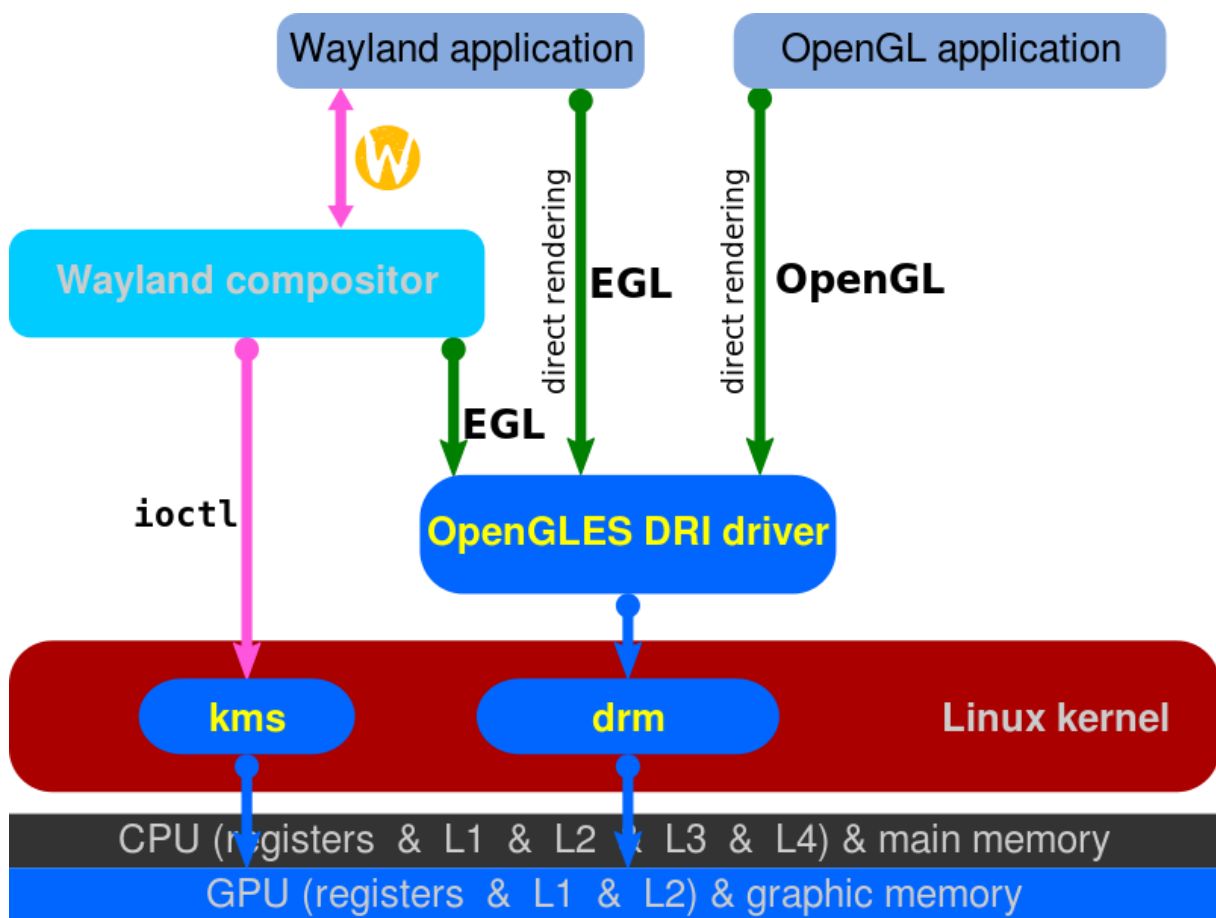 Wayland application
OpenGL application
W
direct rendering
EGL
direct rendering
OpenGL
Wayland compositor
EGL
ioctl
OpenGLES DRI driver
kms
drm
Linux kernel
CPU (registers & L1 & L2 & L3 & L4) & main memory
GPU (registers & L1 & L2) & graphic memory